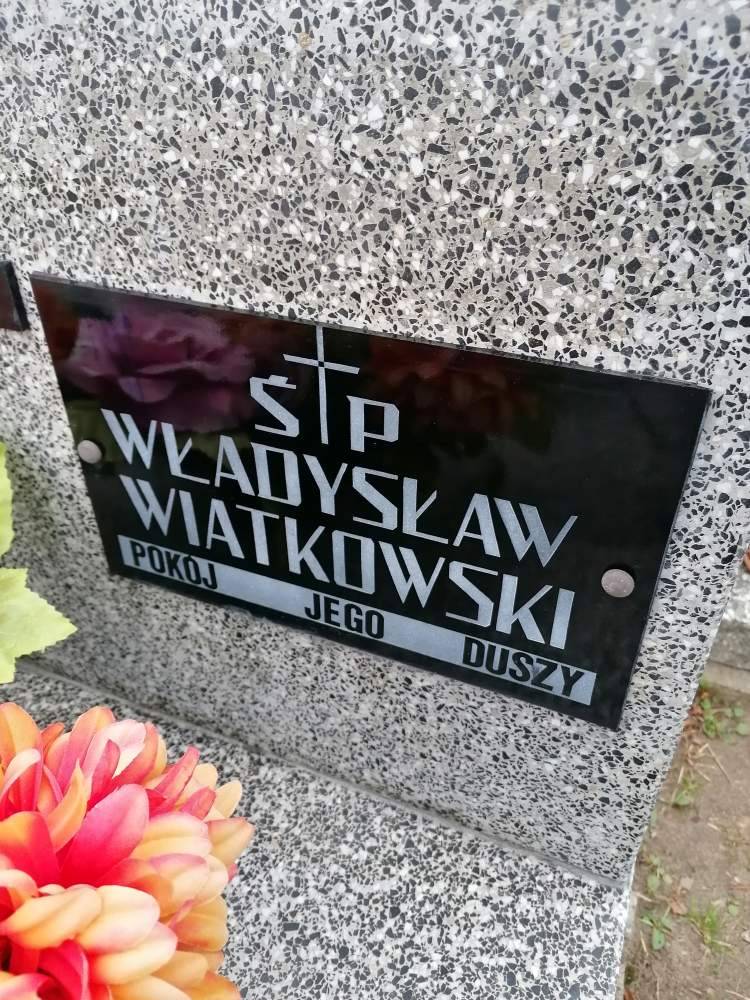 Ś P
WŁADYSŁAW
WIATKOWSKI
POKÓJ JEGO DUSZY